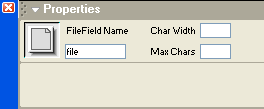 Properties
FileField Name Char Width
file Max Chars